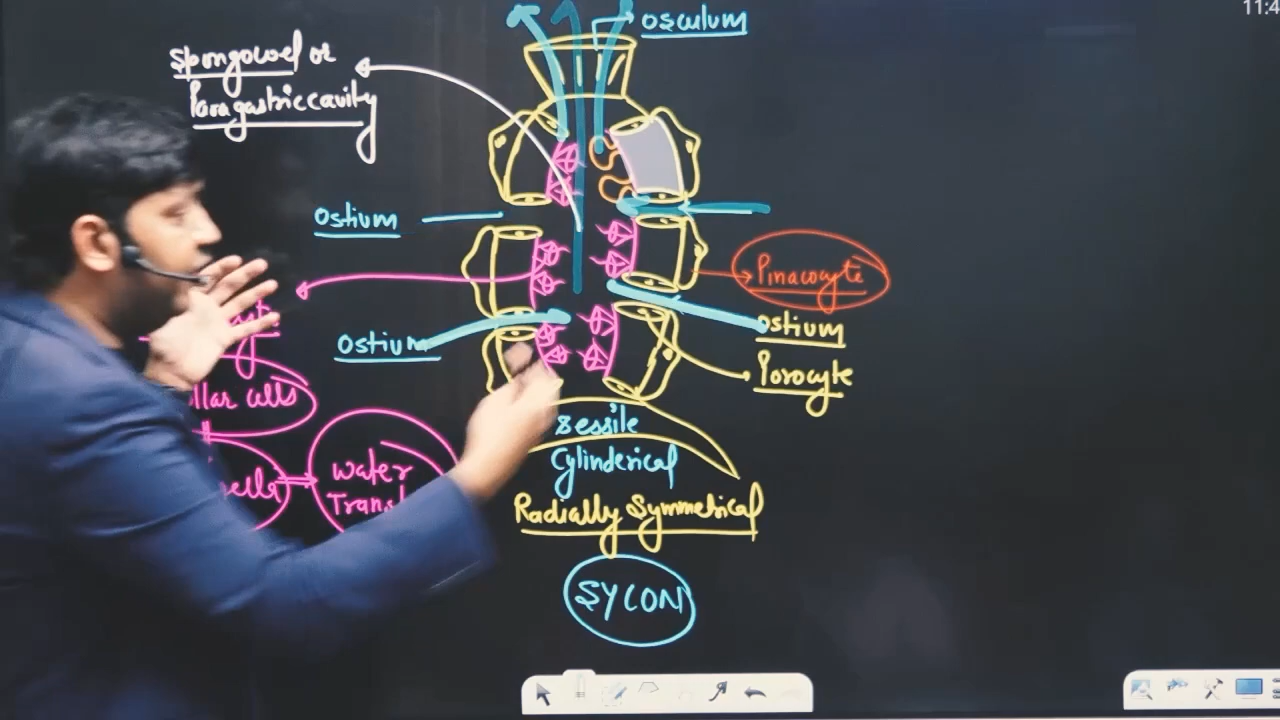 11:4
osculum
Spongocoel or
Paragastric cavity
Ostium
Pinacocyte
Ostium
Ostium
Porocyte
Sessile
Cylinderical
Radially Symmetrical
Water
SYCON